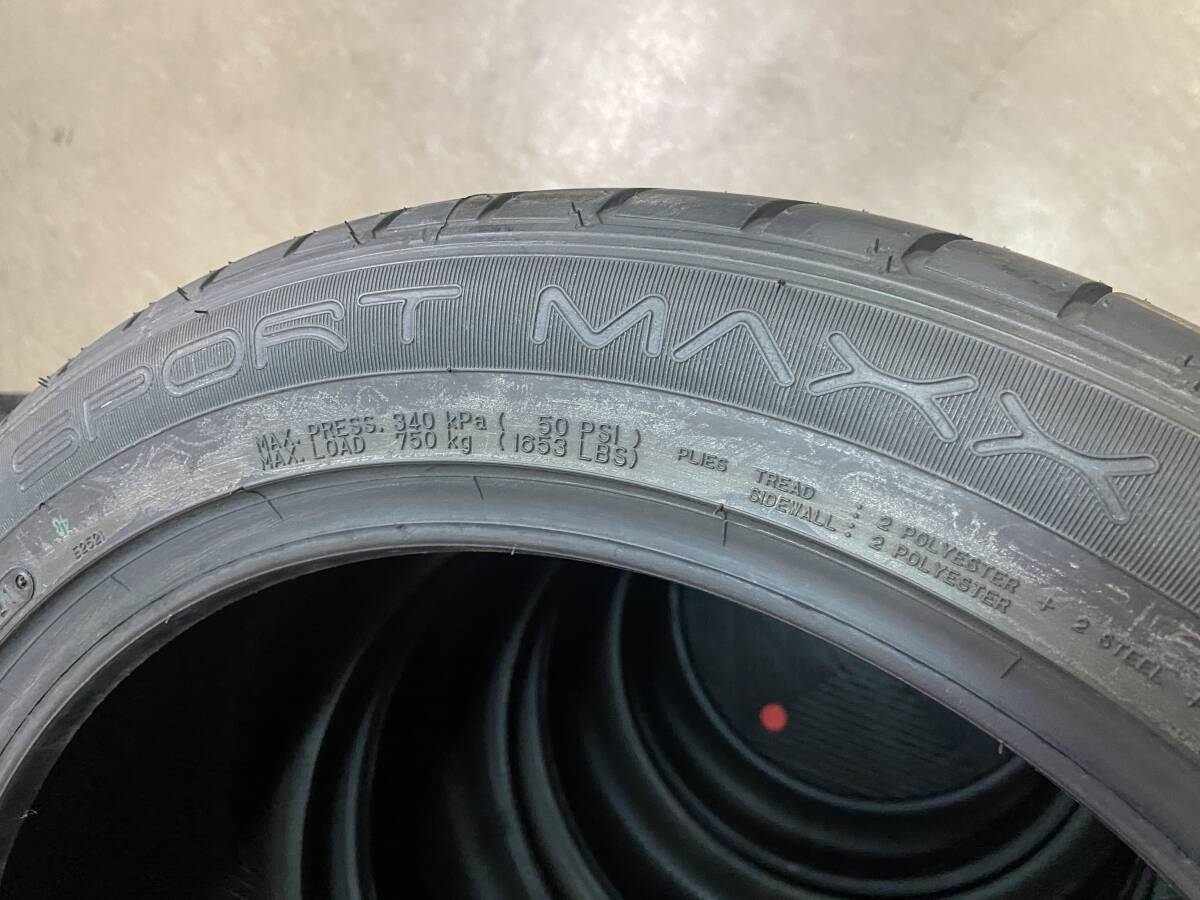 SPORT MAXX
MAX. PRESS. 340 kPa ( 50 PSI )
MAX. LOAD 750 kg (1653 LBS)
PLIES TREAD : 2 POLYESTER + 2 STEEL
SIDEWALL : 2 POLYESTER
E2521